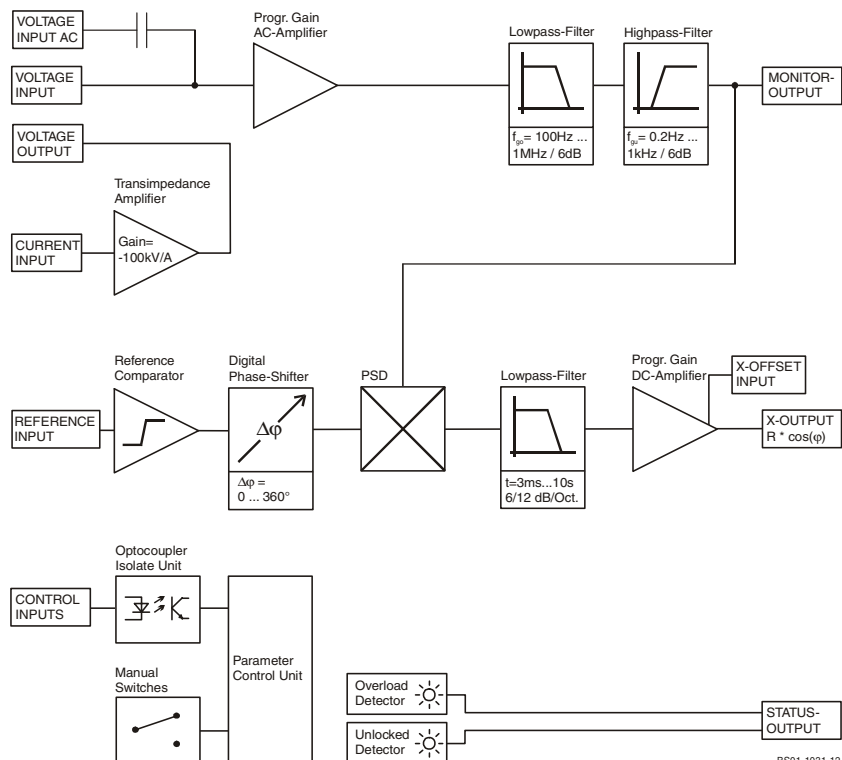 VOLTAGE
INPUT AC
Progr. Gain
AC-Amplifier
Lowpass-Filter
Highpass-Filter
VOLTAGE
INPUT
MONITOR-
OUTPUT
VOLTAGE
OUTPUT
fgo= 100Hz ...
1MHz / 6dB
fgu= 0.2Hz ...
1kHz / 6dB
Transimpedance
Amplifier
CURRENT
INPUT
Gain=
-100kV/A
Reference
Comparator
Digital
Phase-Shifter
PSD
Lowpass-Filter
Progr. Gain
DC-Amplifier
X-OFFSET
INPUT
REFERENCE
INPUT
Δφ
X-OUTPUT
R * cos(φ)
Δφ =
0 ... 360°
t=3ms...10s
6/12 dB/Oct.
Optocoupler
Isolate Unit
CONTROL
INPUTS
Parameter
Control Unit
Manual
Switches
Overload
Detector
Unlocked
Detector
STATUS-
OUTPUT